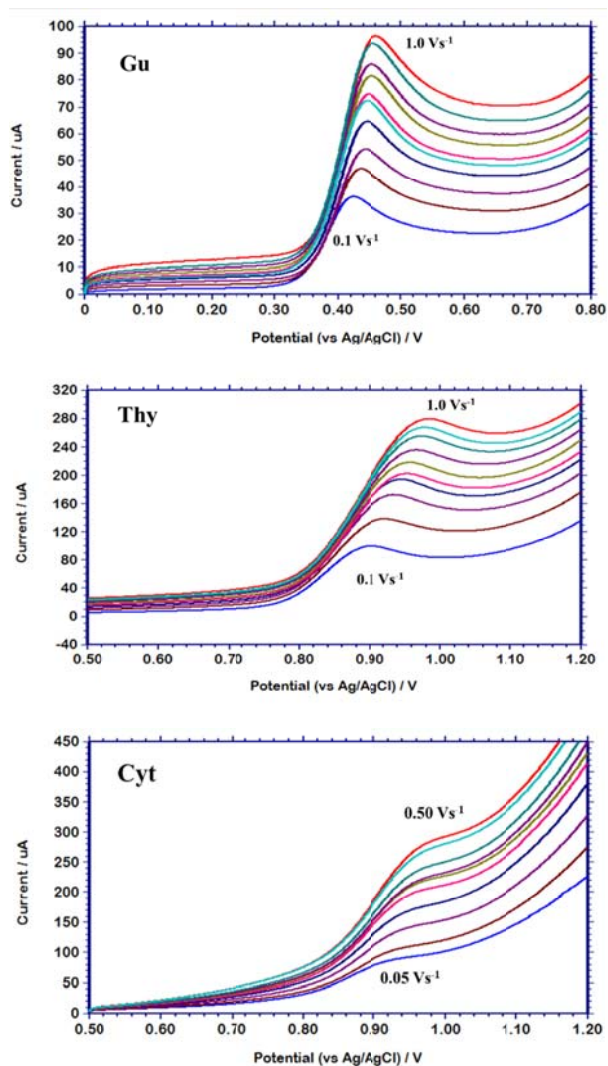 Gu
1.0 Vs⁻¹
0.1 Vs⁻¹
Current / uA
100
90
80
70
60
50
40
30
20
10
0
0 0.10 0.20 0.30 0.40 0.50 0.60 0.70 0.80
Potential (vs Ag/AgCl) / V
Thy
1.0 Vs⁻¹
0.1 Vs⁻¹
Current / uA
320
280
240
200
160
120
80
40
0
-40
0.50 0.60 0.70 0.80 0.90 1.00 1.10 1.20
Potential (vs Ag/AgCl) / V
Cyt
0.50 Vs⁻¹
0.05 Vs⁻¹
Current / uA
450
400
350
300
250
200
150
100
50
0
0.50 0.60 0.70 0.80 0.90 1.00 1.10 1.20
Potential (vs Ag/AgCl) / V